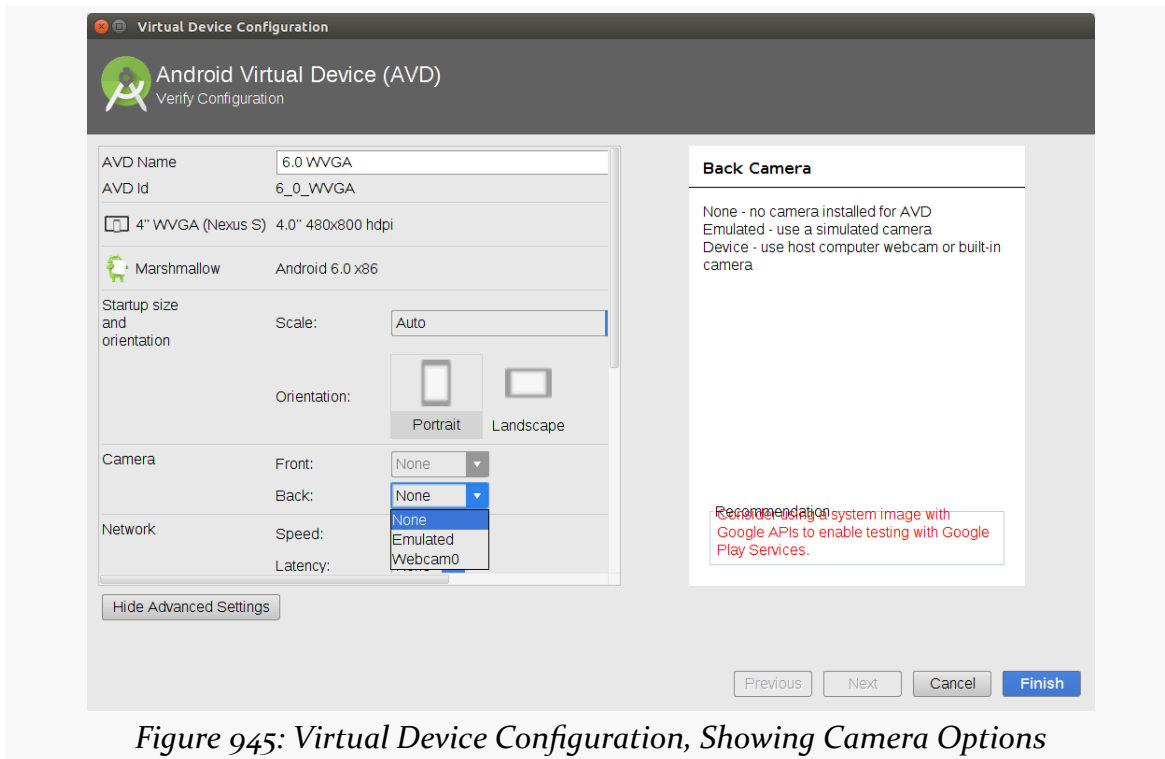 Virtual Device Configuration
Android Virtual Device (AVD)
Verify Configuration
AVD Name 6.0 WVGA
AVD Id 6_0_WVGA
4" WVGA (Nexus S) 4.0" 480x800 hdpi
Marshmallow Android 6.0 x86
Startup size
and
orientation
Scale: Auto
Orientation:
Portrait Landscape
Camera Front: None
Back: None
None
Emulated
Webcam0
Network Speed:
Latency:
Hide Advanced Settings
Back Camera
None - no camera installed for AVD
Emulated - use a simulated camera
Device - use host computer webcam or built-in
camera
Recommendation
Consider using a system image with
Google APIs to enable testing with Google
Play Services.
Previous Next Cancel Finish
Figure 945: Virtual Device Configuration, Showing Camera Options